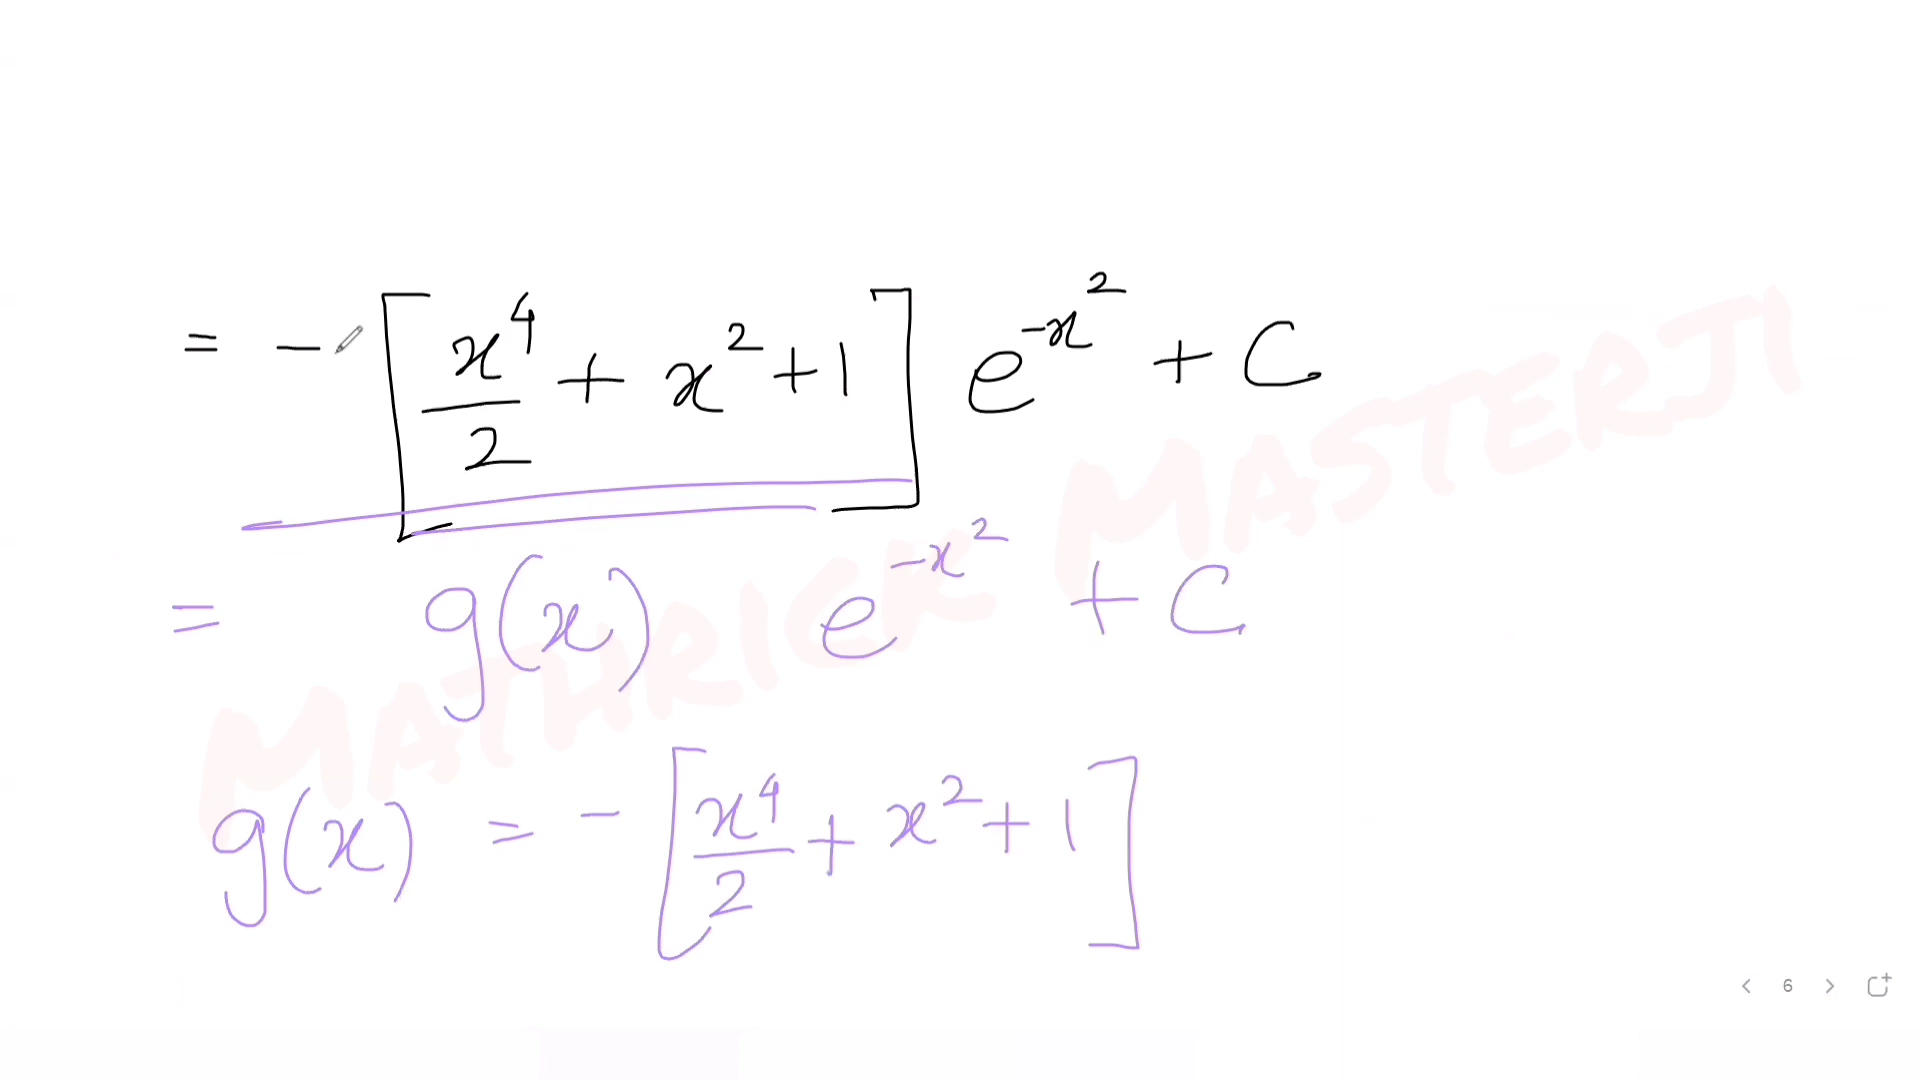 = - [x⁴/2 + x² + 1] e^(-x²) + C
= g(x) e^(-x²) + C
g(x) = - [x⁴/2 + x² + 1]
MATHRICK MASTERJI
6